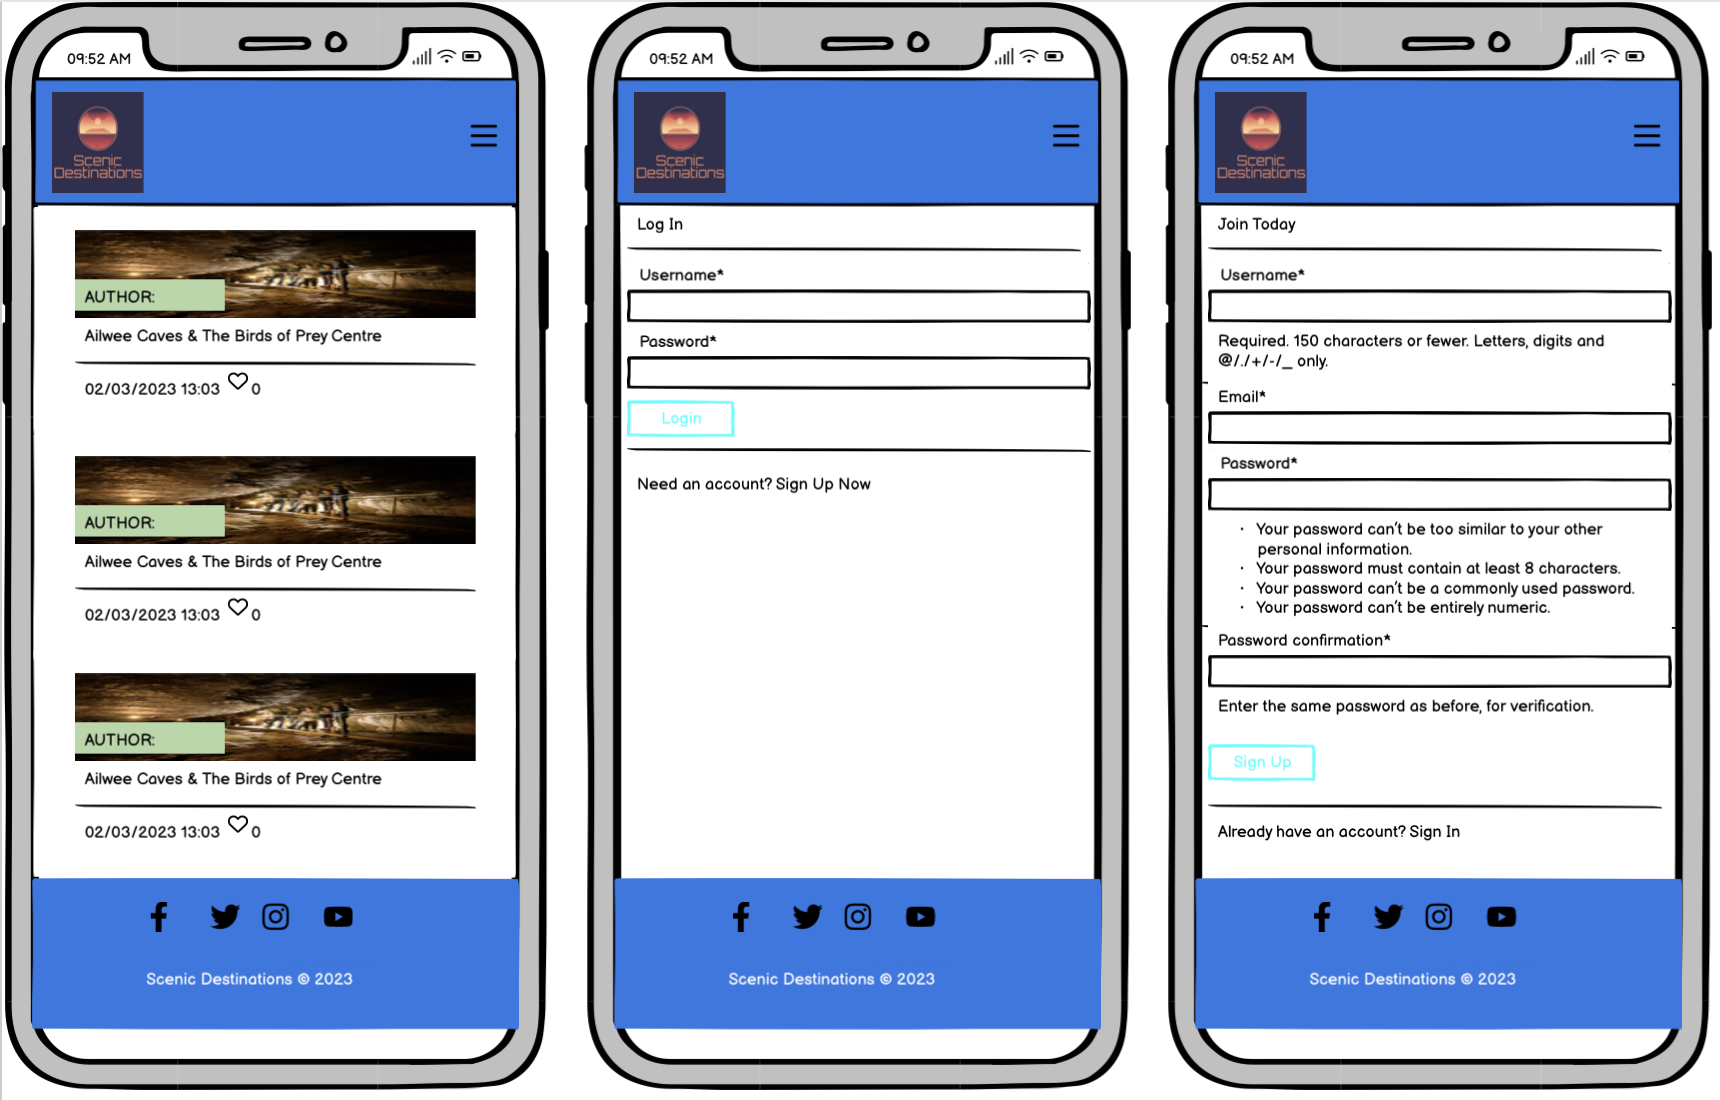 09:52 AM
Scenic
Destinations
AUTHOR:
Ailwee Caves & The Birds of Prey Centre
02/03/2023 13:03 0
AUTHOR:
Ailwee Caves & The Birds of Prey Centre
02/03/2023 13:03 0
AUTHOR:
Ailwee Caves & The Birds of Prey Centre
02/03/2023 13:03 0
Scenic Destinations © 2023
09:52 AM
Scenic
Destinations
Log In
Username*
Password*
Login
Need an account? Sign Up Now
Scenic Destinations © 2023
09:52 AM
Scenic
Destinations
Join Today
Username*
Required. 150 characters or fewer. Letters, digits and
@/./+/-/_ only.
Email*
Password*
· Your password can't be too similar to your other
personal information.
· Your password must contain at least 8 characters.
· Your password can't be a commonly used password.
· Your password can't be entirely numeric.
Password confirmation*
Enter the same password as before, for verification.
Sign Up
Already have an account? Sign In
Scenic Destinations © 2023